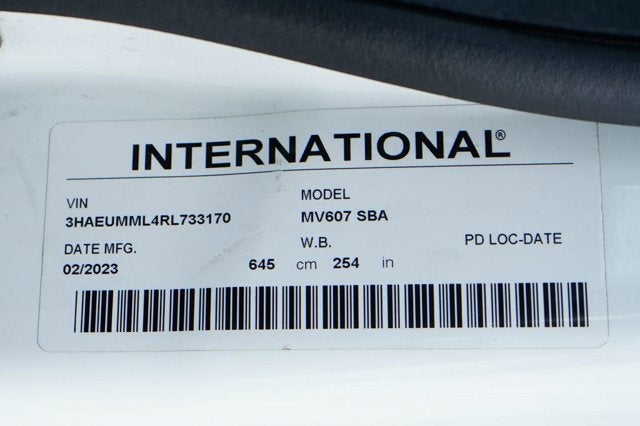 INTERNATIONAL®
VIN
3HAEUMML4RL733170
MODEL
MV607 SBA
DATE MFG.
02/2023
W.B.
645 cm 254 in
PD LOC-DATE